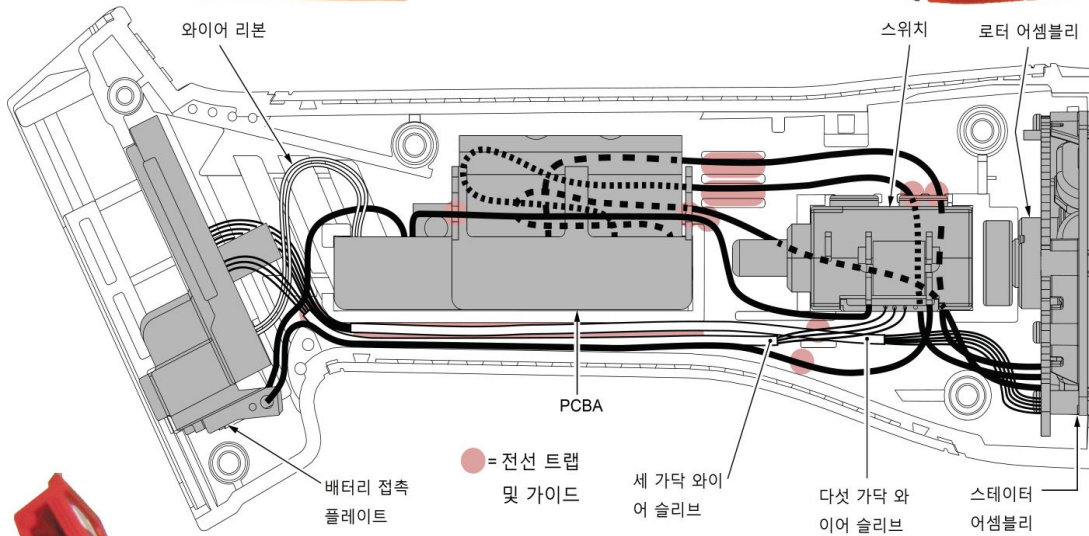 와이어 리본
스위치
로터 어셈블리
PCBA
= 전선 트랩
및 가이드
배터리 접촉
플레이트
세 가닥 와이
어 슬리브
다섯 가닥 와
이어 슬리브
스테이터
어셈블리